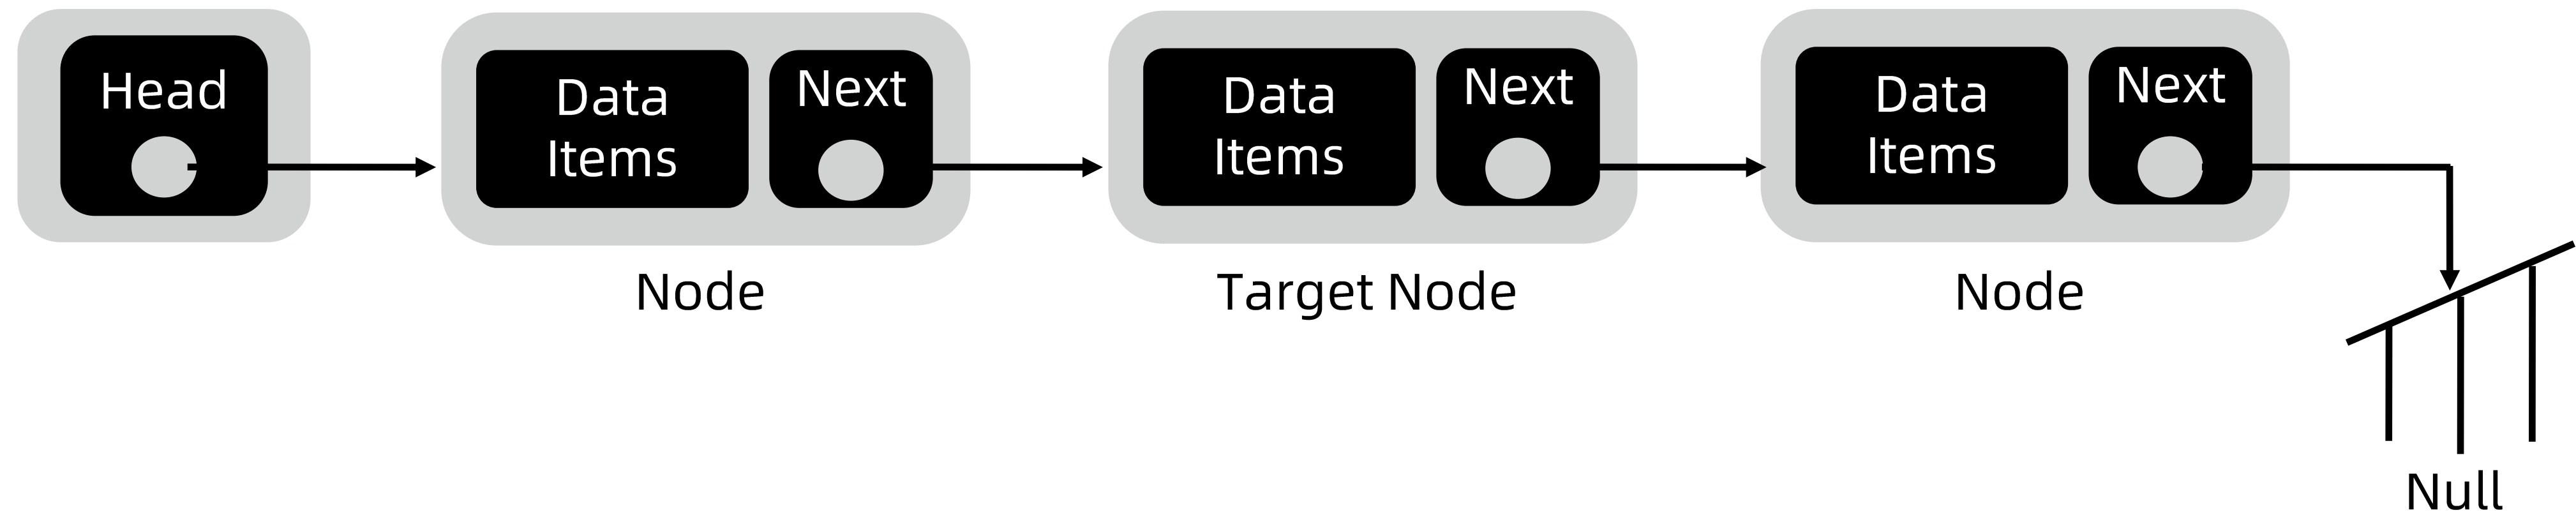 Head
Data
Items
Next
Data
Items
Next
Data
Items
Next
Node
Target Node
Node
Null